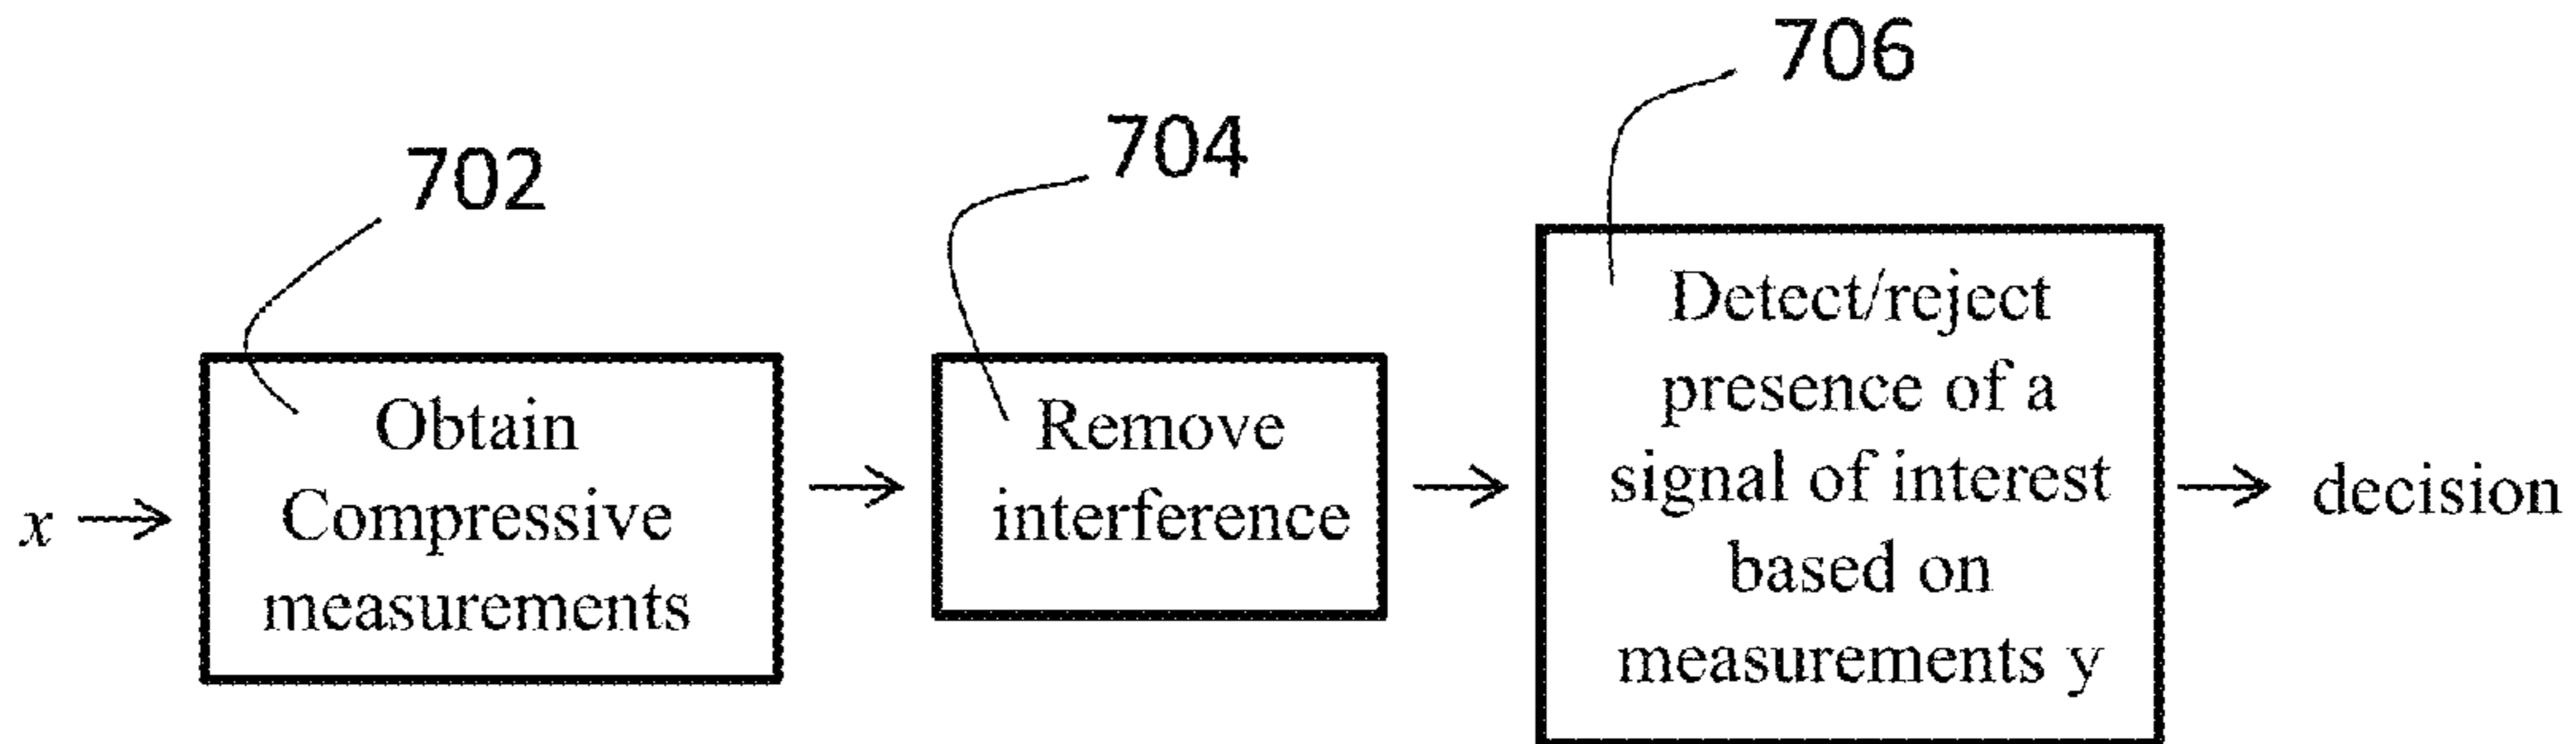 702
704
706
x
Obtain
Compressive
measurements
Remove
interference
Detect/reject
presence of a
signal of interest
based on
measurements y
decision